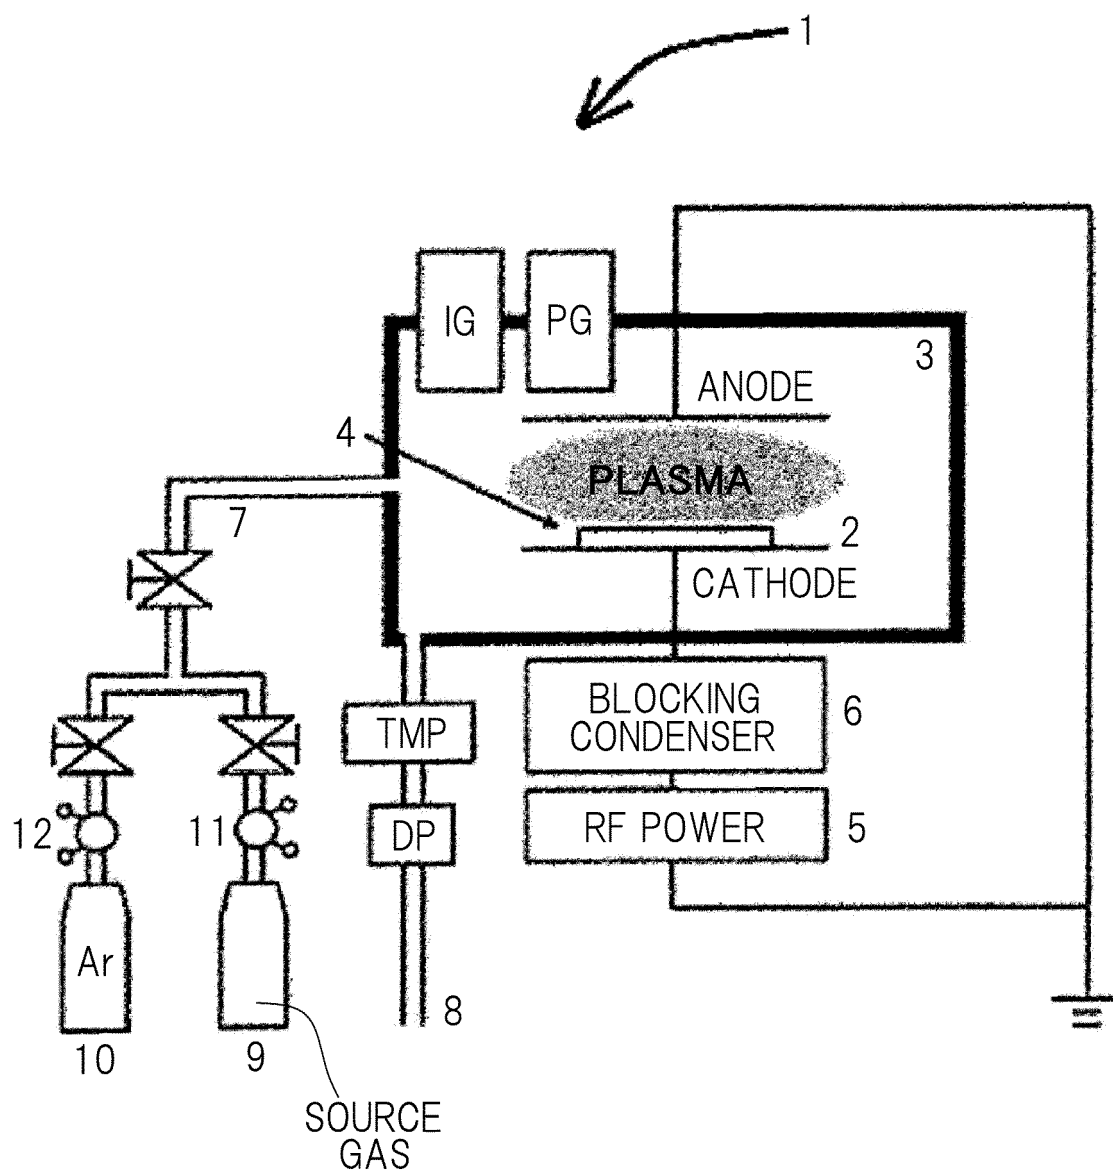 1
IG
PG
3
ANODE
4
PLASMA
7
2
CATHODE
BLOCKING
CONDENSER
6
TMP
12
11
DP
RF POWER
5
Ar
8
10
9
SOURCE
GAS